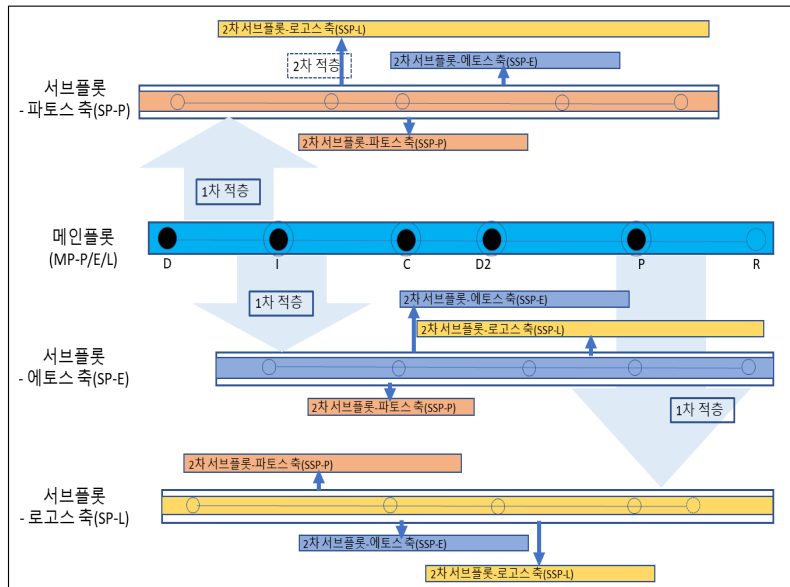 2차 서브플롯-로고스 축(SSP-L)
2차 적층
2차 서브플롯-에토스 축(SSP-E)
서브플롯
- 파토스 축(SP-P)
2차 서브플롯-파토스 축(SSP-P)
1차 적층
메인플롯
(MP-P/E/L)
D
I
C
D2
P
R
1차 적층
2차 서브플롯-에토스 축(SSP-E)
2차 서브플롯-로고스 축(SSP-L)
서브플롯
- 에토스 축(SP-E)
2차 서브플롯-파토스 축(SSP-P)
1차 적층
2차 서브플롯-파토스 축(SSP-P)
서브플롯
- 로고스 축(SP-L)
2차 서브플롯-에토스 축(SSP-E)
2차 서브플롯-로고스 축(SSP-L)